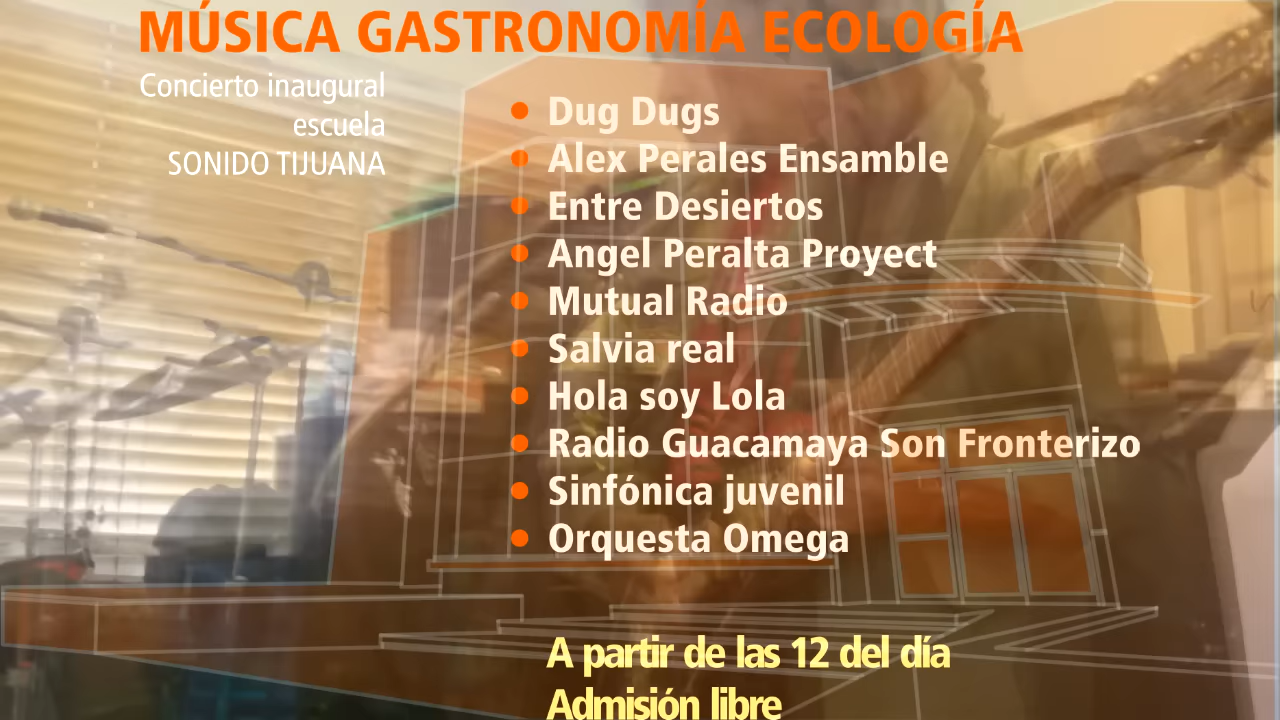 MÚSICA GASTRONOMÍA ECOLOGÍA
Concierto inaugural
escuela
SONIDO TIJUANA
• Dug Dugs
• Alex Perales Ensamble
• Entre Desiertos
• Angel Peralta Proyect
• Mutual Radio
• Salvia real
• Hola soy Lola
• Radio Guacamaya Son Fronterizo
• Sinfónica juvenil
• Orquesta Omega
A partir de las 12 del día
Admisión libre